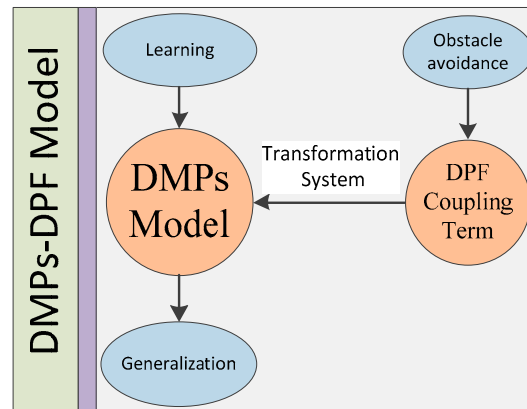 DMPs-DPF Model
Learning
Obstacle
avoidance
DMPs
Model
Transformation
System
DPF
Coupling
Term
Generalization